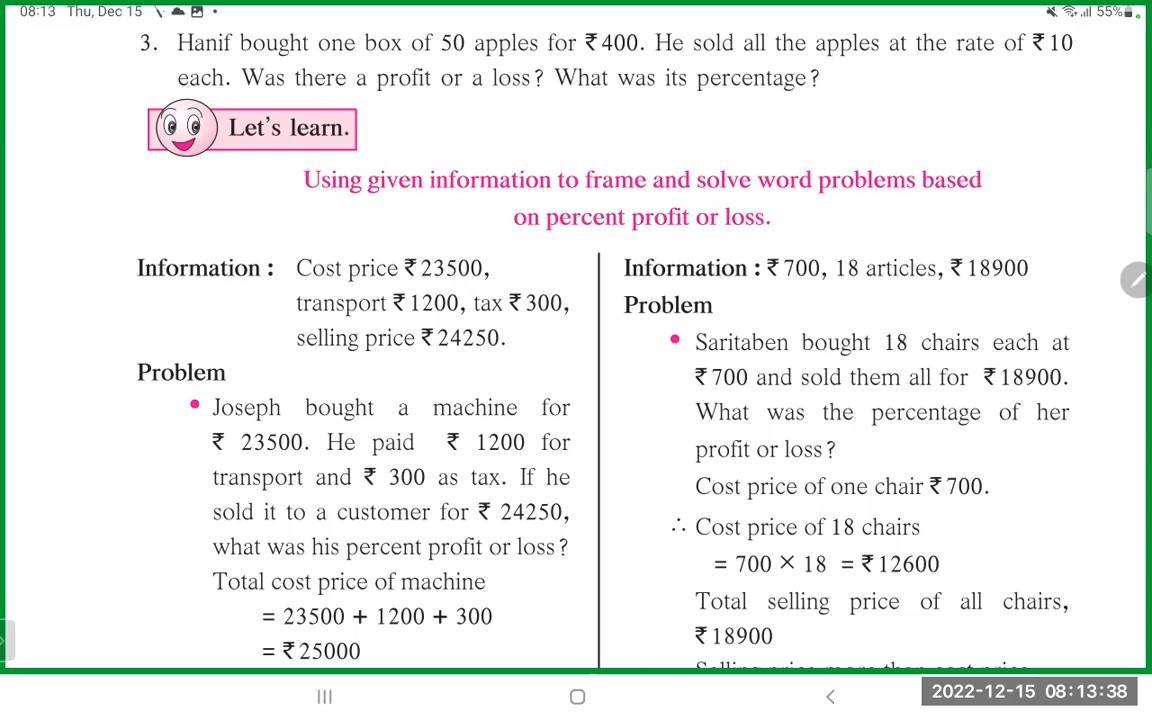 08:13 Thu, Dec 15
55%
3. Hanif bought one box of 50 apples for ₹400. He sold all the apples at the rate of ₹10
each. Was there a profit or a loss? What was its percentage?
Let's learn.
Using given information to frame and solve word problems based
on percent profit or loss.
Information : Cost price ₹23500,
transport ₹1200, tax ₹300,
selling price ₹24250.
Problem
• Joseph bought a machine for
₹ 23500. He paid ₹ 1200 for
transport and ₹ 300 as tax. If he
sold it to a customer for ₹ 24250,
what was his percent profit or loss?
Total cost price of machine
= 23500 + 1200 + 300
= ₹25000
Information : ₹700, 18 articles, ₹18900
Problem
• Saritaben bought 18 chairs each at
₹700 and sold them all for ₹18900.
What was the percentage of her
profit or loss?
Cost price of one chair ₹700.
∴ Cost price of 18 chairs
= 700 × 18 = ₹12600
Total selling price of all chairs,
₹18900
Selling price more than cost price
2022-12-15 08:13:38